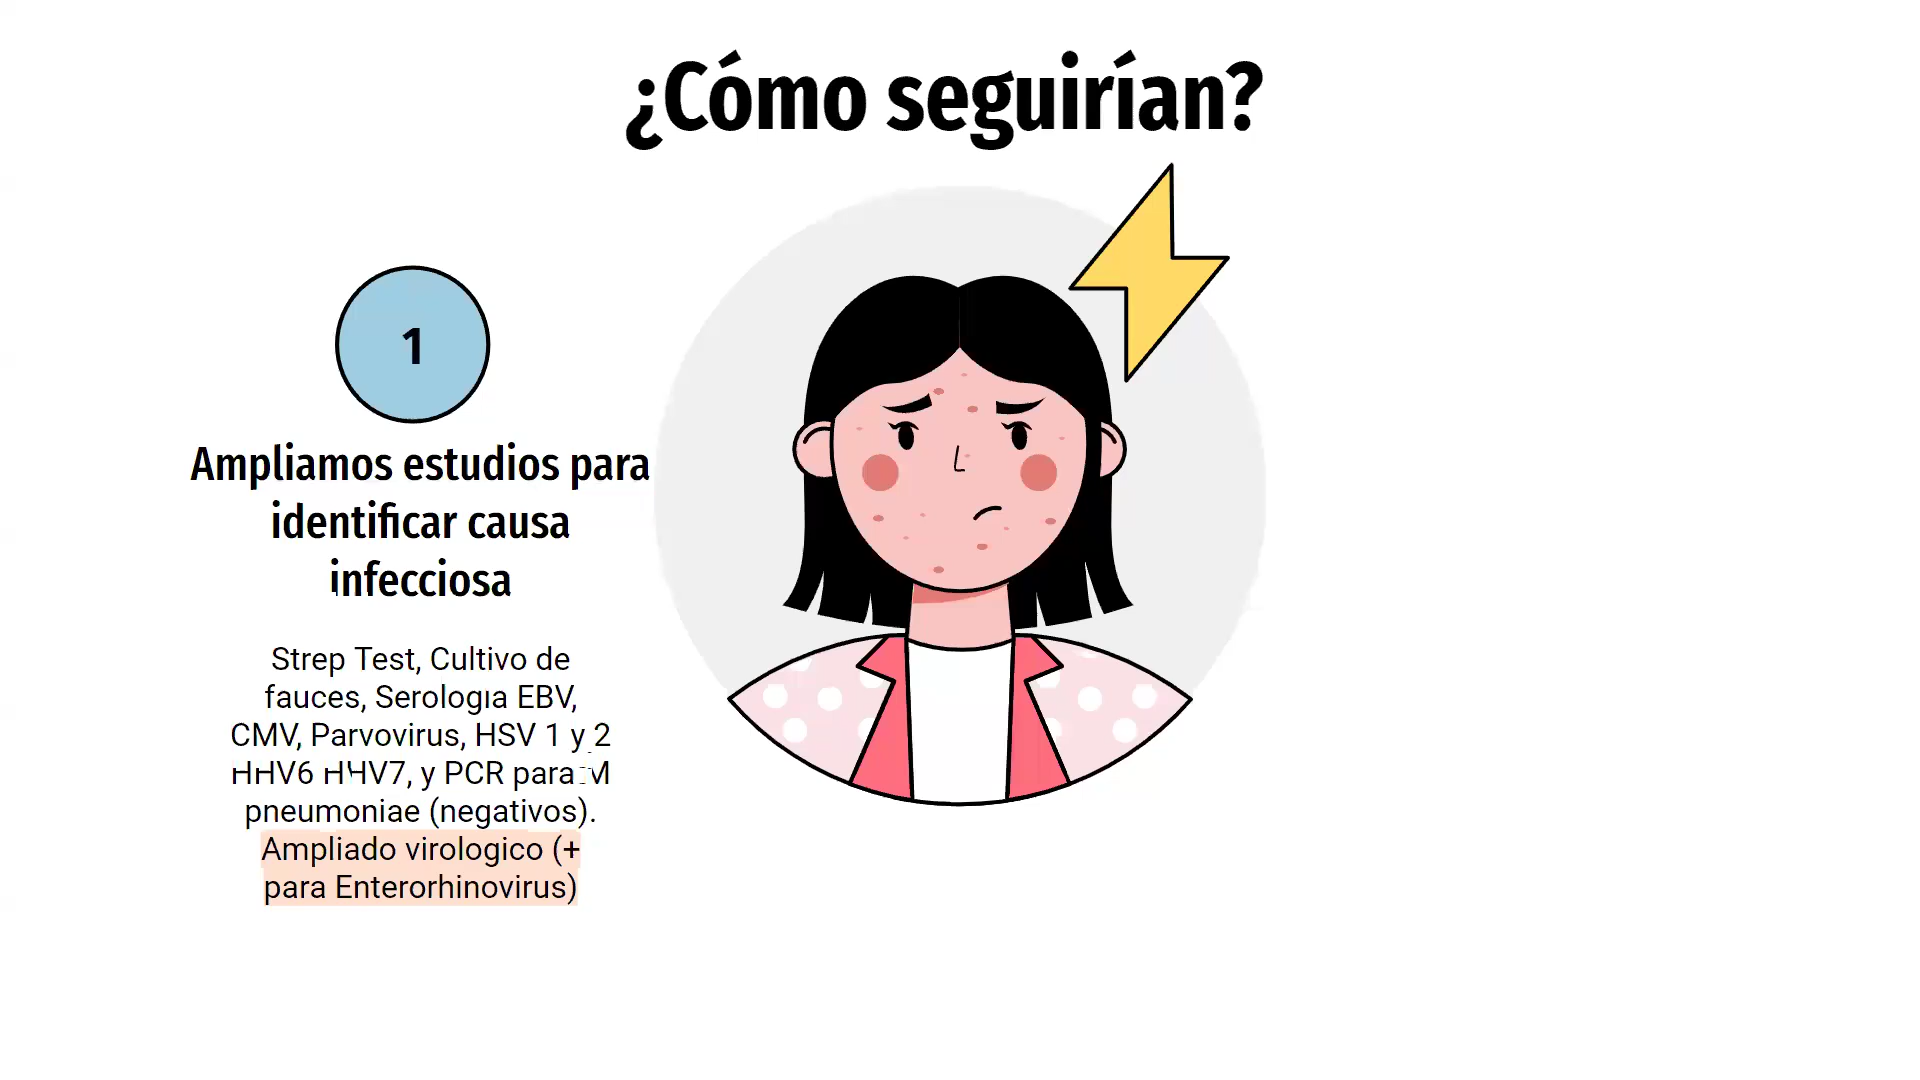 ¿Cómo seguirían?
1
Ampliamos estudios para
identificar causa
infecciosa
Strep Test, Cultivo de
fauces, Serologia EBV,
CMV, Parvovirus, HSV 1 y 2
HHV6 HHV7, y PCR para M
pneumoniae (negativos).
Ampliado virologico (+
para Enterorhinovirus)